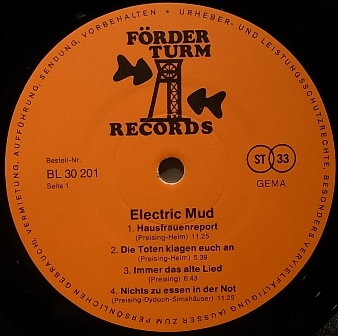 FÖRDER
TURM
RECORDS
Bestell-Nr.
BL 30 201
Seite 1
ST 33
GEMA
Electric Mud
1. Hausfrauenreport
(Preising-Helm) 11.25
2. Die Toten klagen euch an
(Preising-Helm) 5.39
3. Immer das alte Lied
(Preising) 6.43
4. Nichts zu essen in der Not
(Preising-Dyduch-Simshäuser) 11.25
URHEBER- UND LEISTUNGSSCHUTZRECHTE, BESONDERS VERVIELFÄLTIGUNG (AUSSER ZUM PERSÖNLICHEN GEBRAUCH), VERMIETUNG, AUFFÜHRUNG, SENDUNG, VORBEHALTEN